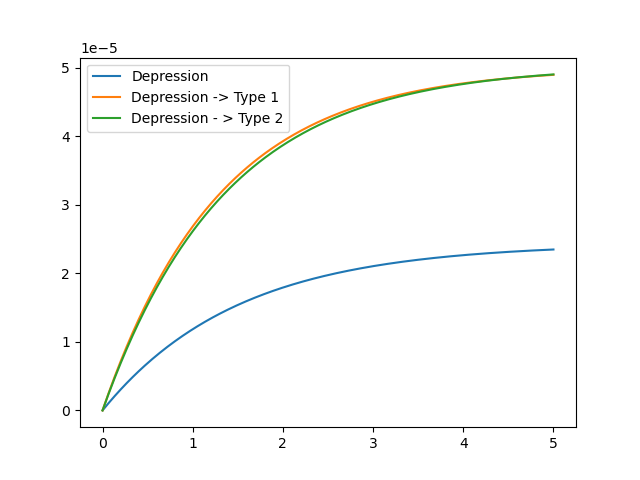 1e−5
5
Depression
Depression -> Type 1
Depression - > Type 2
4
3
2
1
0
0 1 2 3 4 5